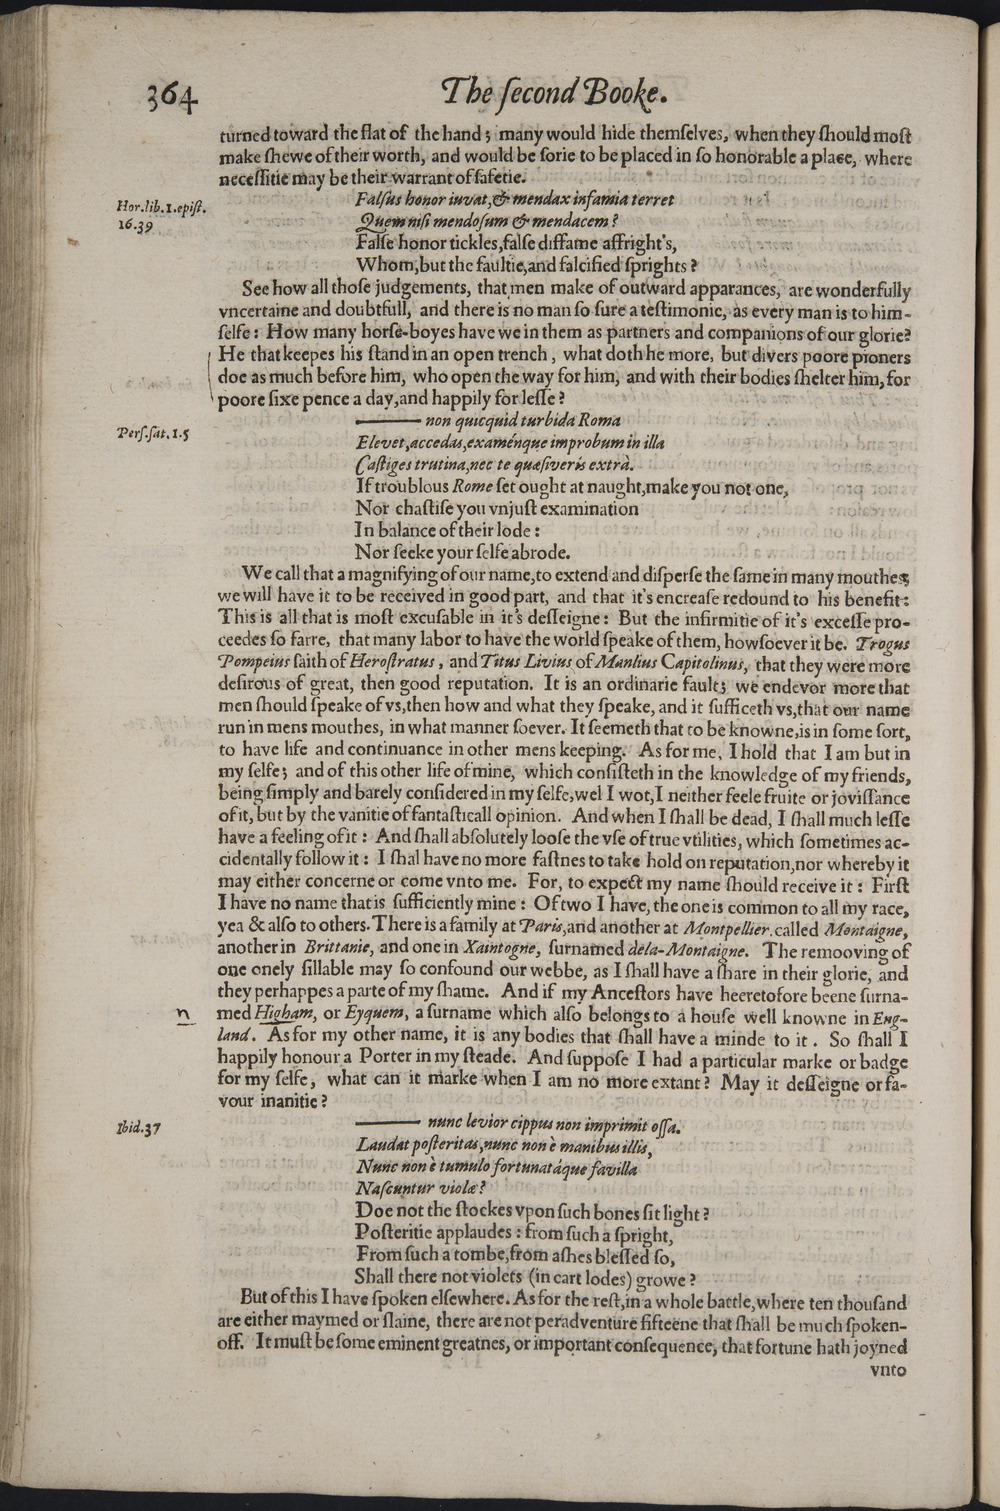 364
The ſecond Booke.
turned toward the flat of the hand; many would hide themſelves, when they ſhould moſt
make ſhewe of their worth, and would be ſorie to be placed in ſo honorable a place, where
neceſſitie may be their warrant of ſafetie.
Hor. lib. 1. epiſt.
16.39
Falſus honor iuvat, & mendax infamia terret
Quem niſi mendoſum & mendacem?
Falſe honor tickles, falſe diffame affright's,
Whom, but the faultie, and falcified ſprights?
See how all thoſe judgements, that men make of outward apparances, are wonderfully
vncertaine and doubtfull, and there is no man ſo ſure a teſtimonie, as every man is to him-
ſelfe: How many horſe-boyes have we in them as partners and companions of our glorie?
He that keepes his ſtand in an open trench, what doth he more, but divers poore pioners
doe as much before him, who open the way for him, and with their bodies ſhelter him, for
poore ſixe pence a day, and happily for leſſe?
Perſ. ſat. 1.5
——— non quicquid turbida Roma
Elevet, accedas, examénque improbum in illa
Caſtiges trutina, nec te quæſiveris extrà.
If troublous Rome ſet ought at naught, make you not one,
Nor chaſtiſe you vnjuſt examination
In balance of their lode:
Nor ſeeke your ſelfe abrode.
We call that a magnifying of our name, to extend and diſperſe the ſame in many mouthes;
we will have it to be received in good part, and that it's encreaſe redound to his benefit:
This is all that is moſt excuſable in it's deſſeigne: But the infirmitie of it's exceſſe pro-
ceedes ſo farre, that many labor to have the world ſpeake of them, howſoever it be. Trogus
Pompeius ſaith of Heroſtratus, and Titus Livius of Manlius Capitolinus, that they were more
deſirous of great, then good reputation. It is an ordinarie fault; we endevor more that
men ſhould ſpeake of vs, then how and what they ſpeake, and it ſufficeth vs, that our name
run in mens mouthes, in what manner ſoever. It ſeemeth that to be knowne, is in ſome ſort,
to have life and continuance in other mens keeping. As for me, I hold that I am but in
my ſelfe; and of this other life of mine, which conſiſteth in the knowledge of my friends,
being ſimply and barely conſidered in my ſelfe, wel I wot, I neither feele fruite or joviſſance
of it, but by the vanitie of fantaſticall opinion. And when I ſhall be dead, I ſhall much leſſe
have a feeling of it: And ſhall abſolutely looſe the vſe of true vtilities, which ſometimes ac-
cidentally follow it: I ſhal have no more faſtnes to take hold on reputation, nor whereby it
may either concerne or come vnto me. For, to expect my name ſhould receive it: Firſt
I have no name that is ſufficiently mine: Of two I have, the one is common to all my race,
yea & alſo to others. There is a family at Paris, and another at Montpellier, called Montaigne,
another in Brittanie, and one in Xaintogne, ſurnamed de la-Montaigne. The remooving of
one onely ſillable may ſo confound our webbe, as I ſhall have a ſhare in their glorie, and
they perhappes a parte of my ſhame. And if my Anceſtors have heeretofore beene ſurna-
n
med Higham, or Eyquem, a ſurname which alſo belongs to a houſe well knowne in Eng-
land. As for my other name, it is any bodies that ſhall have a minde to it. So ſhall I
happily honour a Porter in my ſteade. And ſuppoſe I had a particular marke or badge
for my ſelfe, what can it marke when I am no more extant? May it deſſeigne or fa-
vour inanitie?
Ibid. 37
——— nunc levior cippus non imprimit oſſa.
Laudat poſteritas, nunc non è manibus illis,
Nunc non è tumulo fortunatáque favilla
Naſcuntur violæ?
Doe not the ſtockes vpon ſuch bones ſit light?
Poſteritie applaudes: from ſuch a ſpright,
From ſuch a tombe, from aſhes bleſſed ſo,
Shall there not violets (in cart lodes) growe?
But of this I have ſpoken elſewhere. As for the reſt, in a whole battle, where ten thouſand
are either maymed or ſlaine, there are not peradventure fifteene that ſhall be much ſpoken-
off. It muſt be ſome eminent greatnes, or important conſequence, that fortune hath joyned
vnto